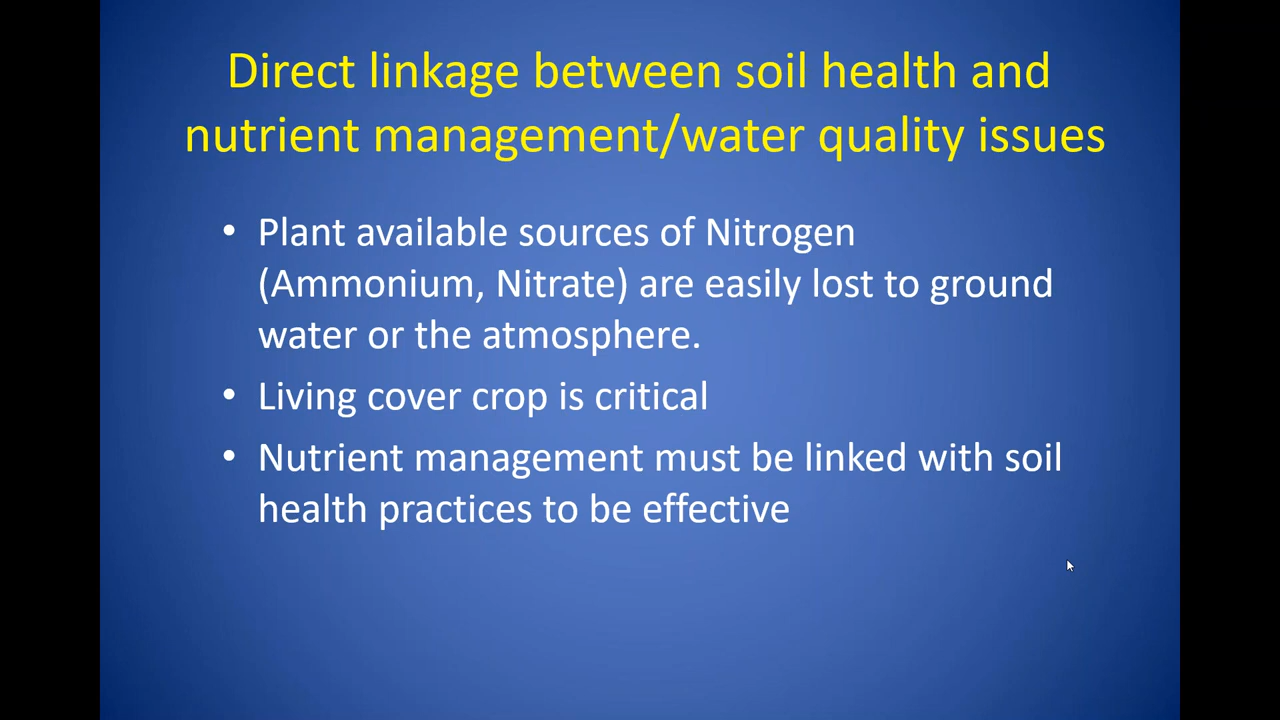 Direct linkage between soil health and
nutrient management/water quality issues
• Plant available sources of Nitrogen
(Ammonium, Nitrate) are easily lost to ground
water or the atmosphere.
• Living cover crop is critical
• Nutrient management must be linked with soil
health practices to be effective